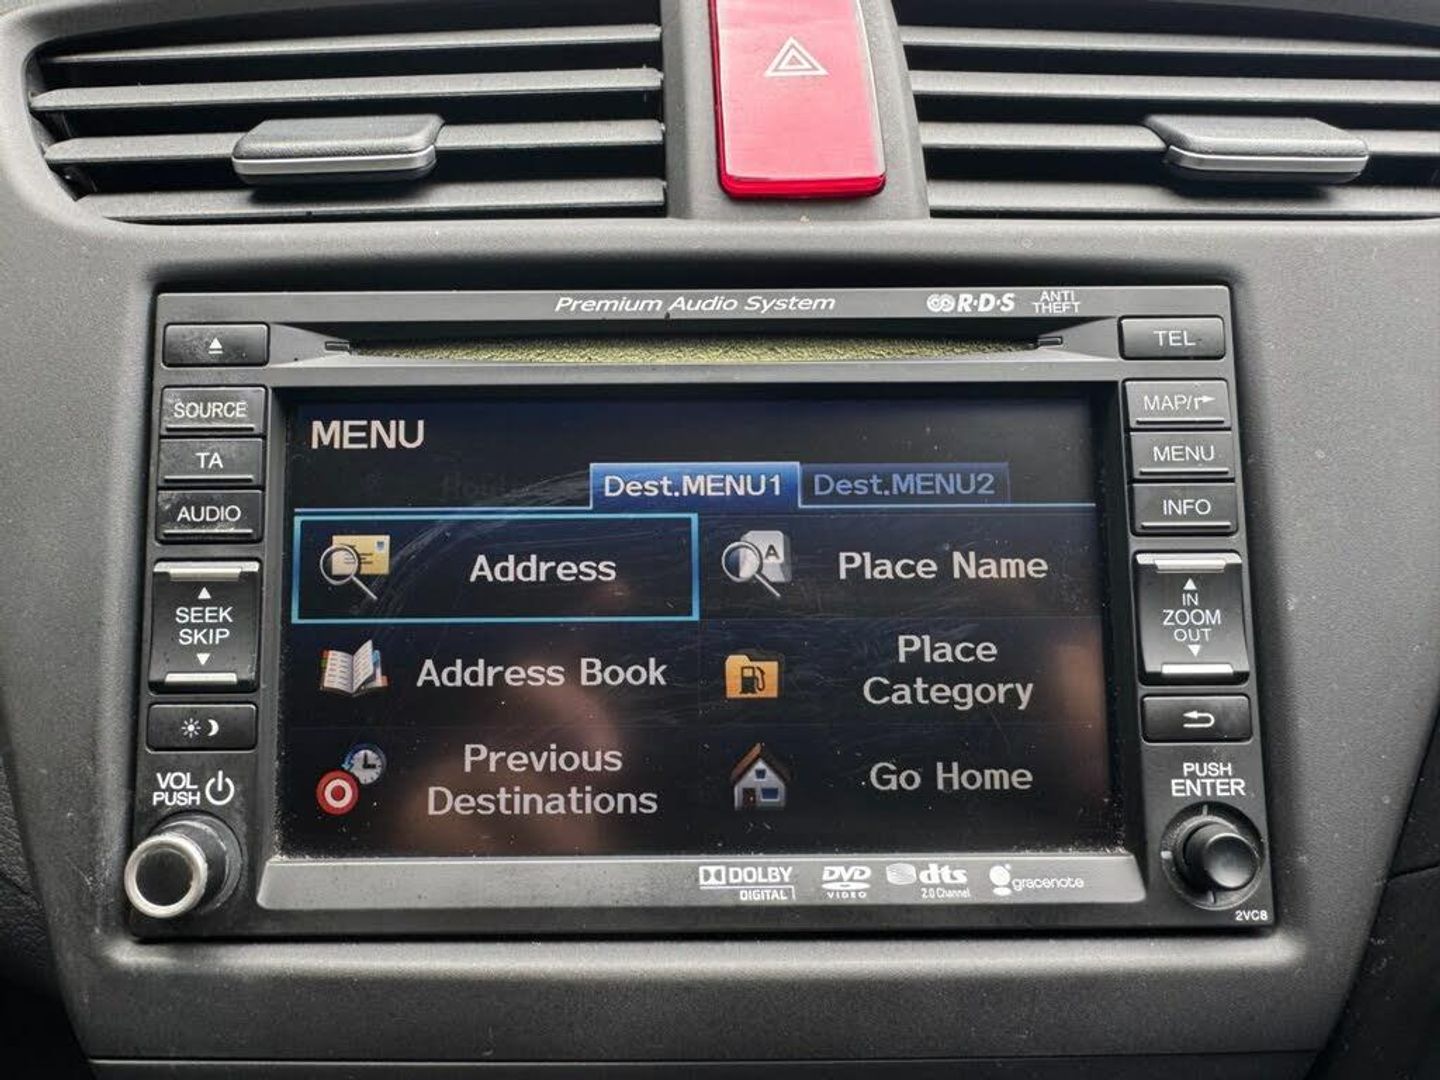 Premium Audio System
R·D·S
ANTI
THEFT
TEL
SOURCE
MAP/
TA
MENU
AUDIO
INFO
MENU
Dest.MENU1
Dest.MENU2
Address
Place Name
Address Book
Place
Category
Previous
Destinations
Go Home
SEEK
SKIP
IN
ZOOM
OUT
VOL
PUSH
PUSH
ENTER
DOLBY
DIGITAL
DVD
VIDEO
dts
2.0 Channel
gracenote
2VC8
A